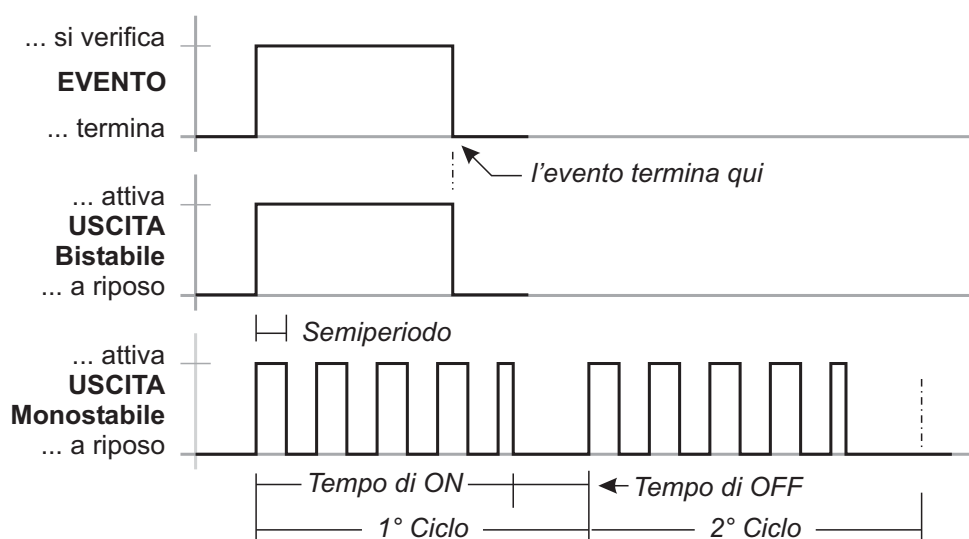 ... si verifica
EVENTO
... termina
l'evento termina qui
... attiva
USCITA
Bistabile
... a riposo
Semiperiodo
... attiva
USCITA
Monostabile
... a riposo
Tempo di ON
Tempo di OFF
1° Ciclo
2° Ciclo